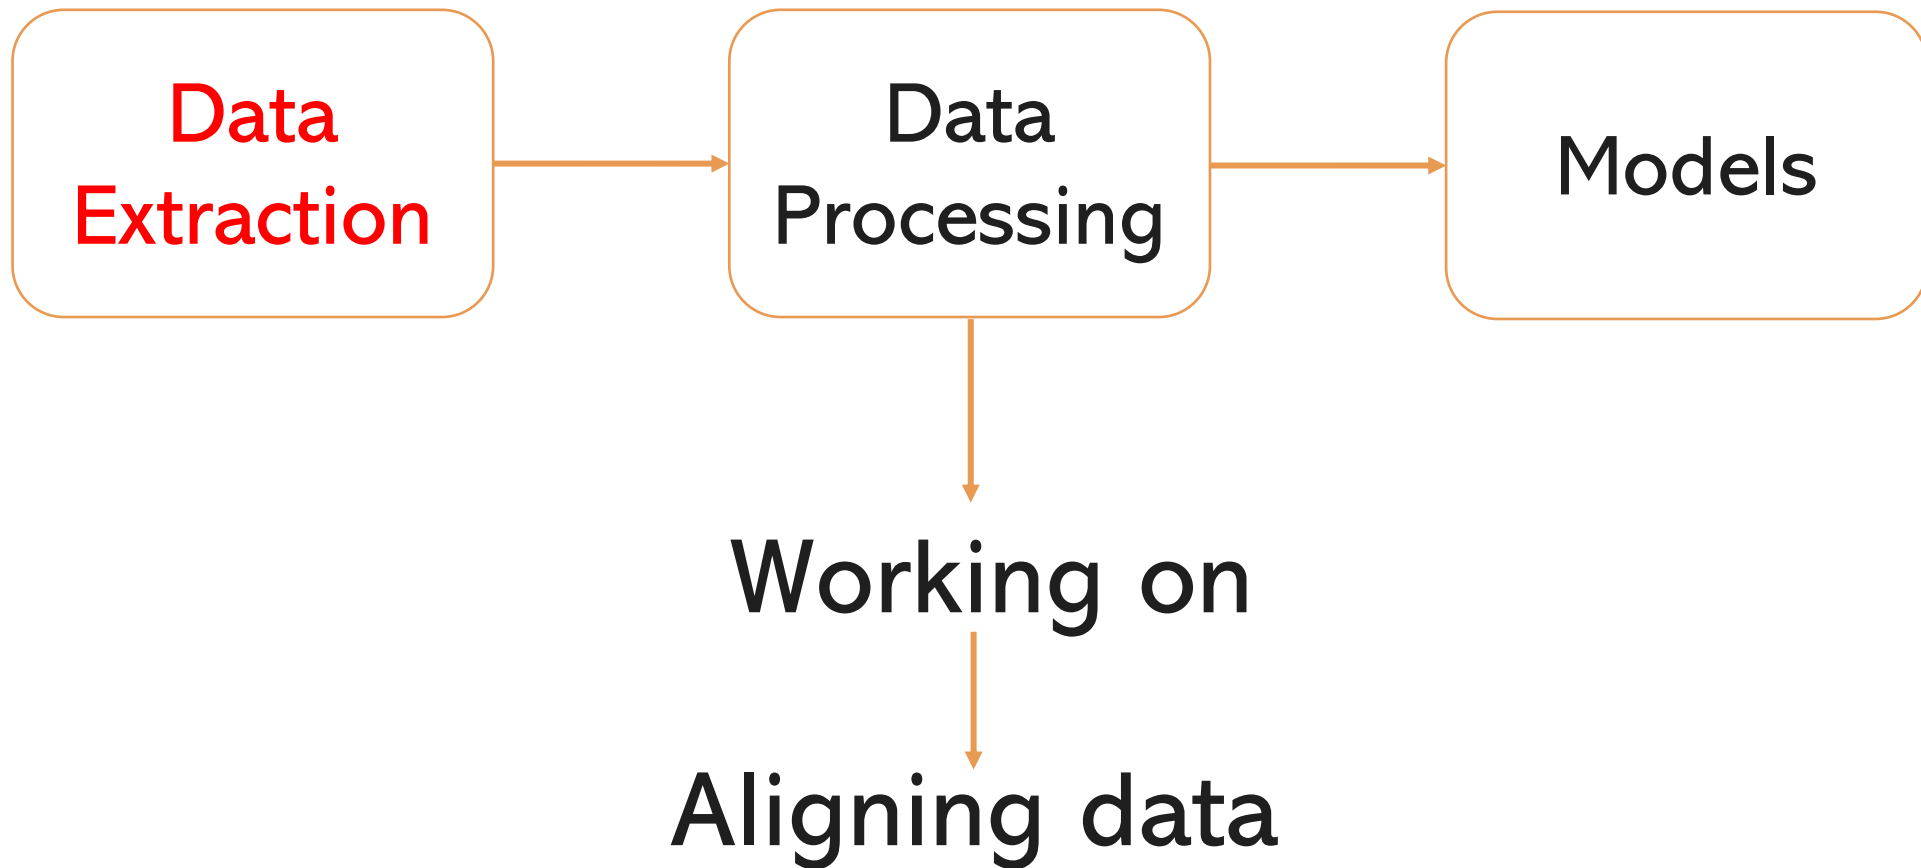 Data
Extraction
Data
Processing
Models
Working on
Aligning data